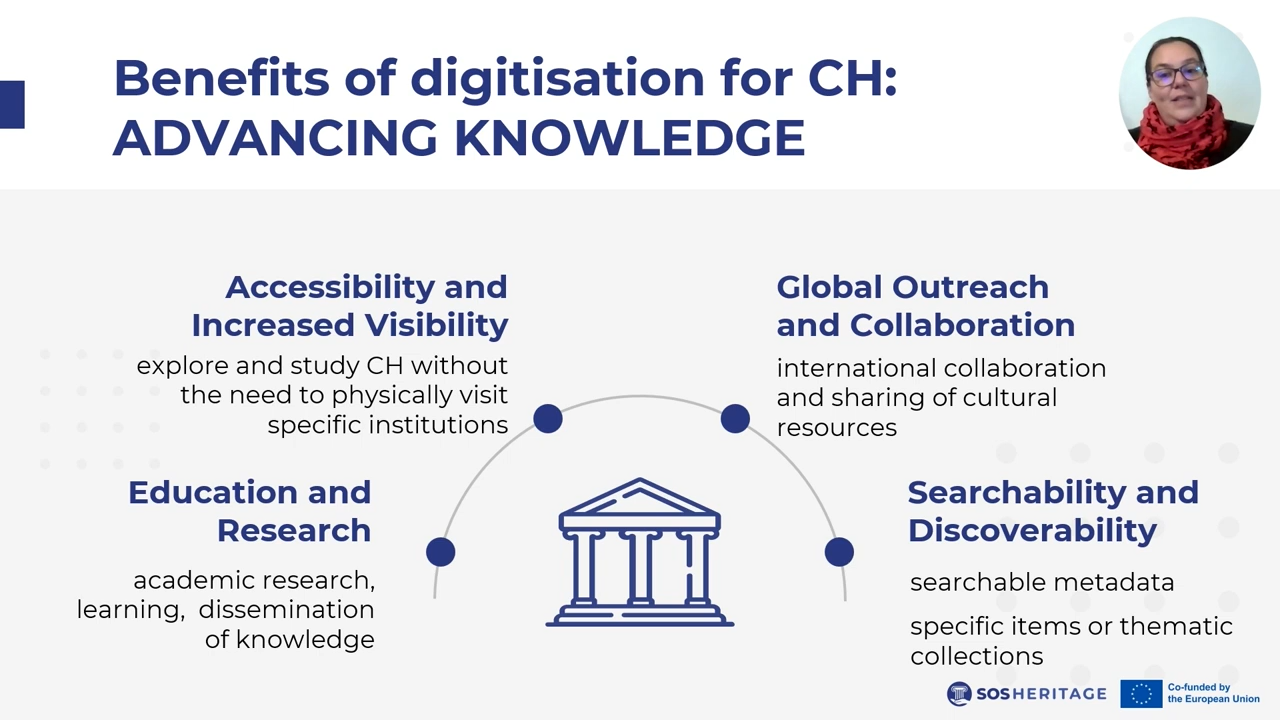 Benefits of digitisation for CH:
ADVANCING KNOWLEDGE
Accessibility and
Increased Visibility
explore and study CH without
the need to physically visit
specific institutions
Global Outreach
and Collaboration
international collaboration
and sharing of cultural
resources
Education and
Research
academic research,
learning,  dissemination
of knowledge
Searchability and
Discoverability
searchable metadata
specific items or thematic
collections
SOSHERITAGE
Co-funded by
the European Union